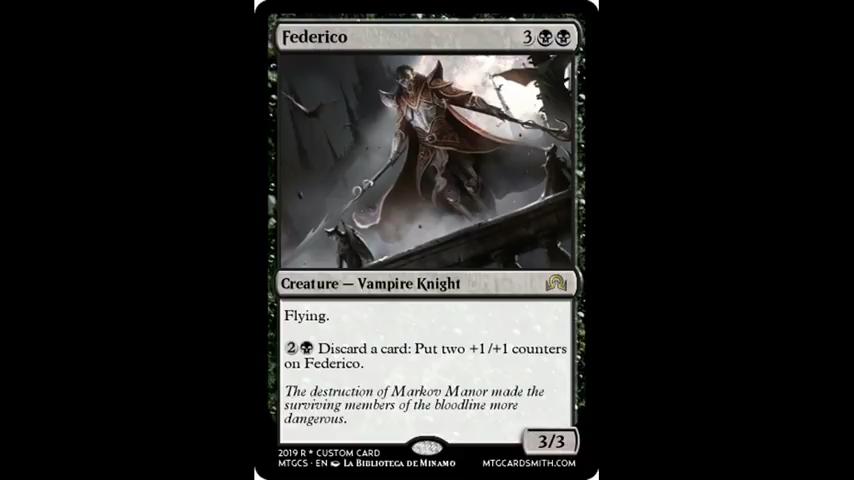 Federico 3
Creature — Vampire Knight
Flying.
2 Discard a card: Put two +1/+1 counters
on Federico.
The destruction of Markov Manor made the
surviving members of the bloodline more
dangerous.
3/3
2019 R * CUSTOM CARD
MTGCS · EN LA BIBLIOTECA DE MINAMO MTGCARDSMITH.COM